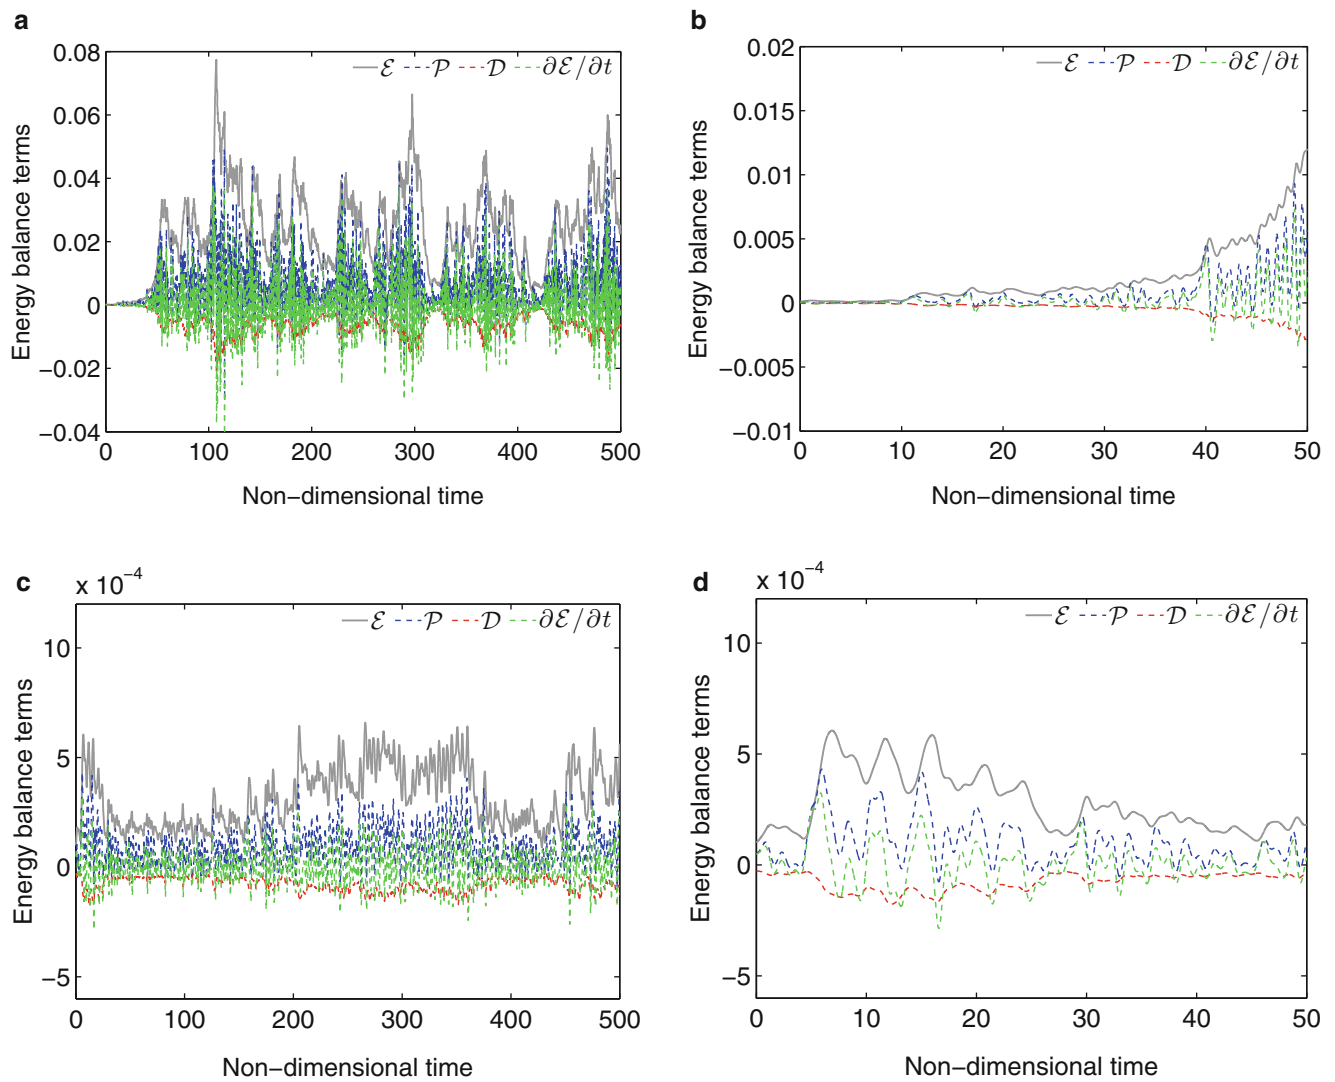 a
0.08
0.06
0.04
0.02
0
−0.02
−0.04
0
100
200
300
400
500
Energy balance terms
Non−dimensional time
ℰ 𝒫 𝒟 ∂ℰ/∂t
b
0.02
0.015
0.01
0.005
0
−0.005
−0.01
0
10
20
30
40
50
Energy balance terms
Non−dimensional time
ℰ 𝒫 𝒟 ∂ℰ/∂t
c
x 10⁻⁴
10
5
0
−5
0
100
200
300
400
500
Energy balance terms
Non−dimensional time
ℰ 𝒫 𝒟 ∂ℰ/∂t
d
x 10⁻⁴
10
5
0
−5
0
10
20
30
40
50
Energy balance terms
Non−dimensional time
ℰ 𝒫 𝒟 ∂ℰ/∂t